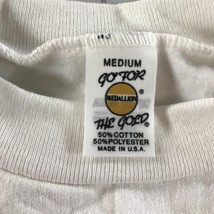 MEDIUM
GO FOR
MEDALLION
THE GOLD
50% COTTON
50% POLYESTER
MADE IN U.S.A.